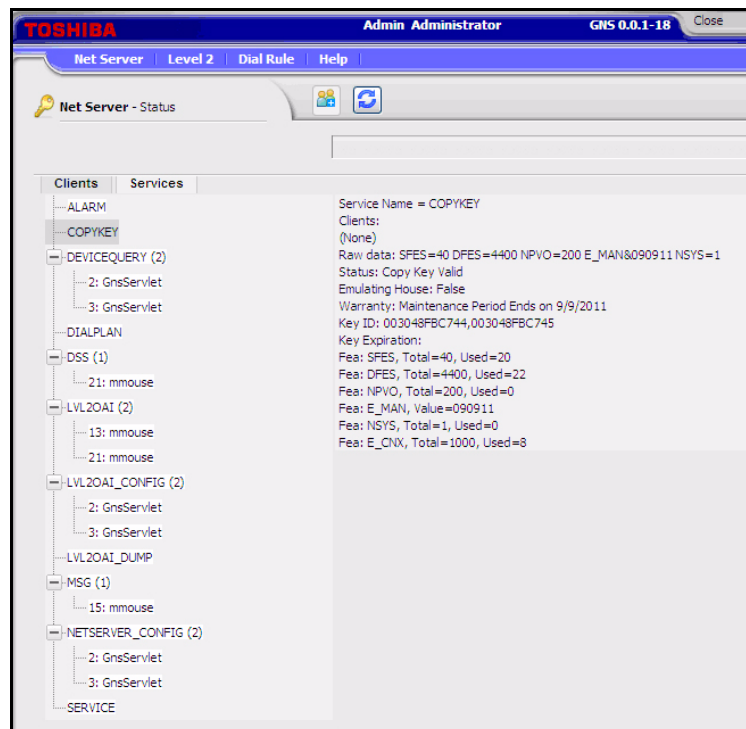 TOSHIBA
Admin Administrator
GNS 0.0.1-18
Close
Net Server
Level 2
Dial Rule
Help
Net Server - Status
Clients
Services
ALARM
COPYKEY
DEVICEQUERY (2)
2: GnsServlet
3: GnsServlet
DIALPLAN
DSS (1)
21: mmouse
LVL2OAI (2)
13: mmouse
21: mmouse
LVL2OAI_CONFIG (2)
2: GnsServlet
3: GnsServlet
LVL2OAI_DUMP
MSG (1)
15: mmouse
NETSERVER_CONFIG (2)
2: GnsServlet
3: GnsServlet
SERVICE
Service Name = COPYKEY
Clients:
(None)
Raw data: SFES=40 DFES=4400 NPVO=200 E_MAN&090911 NSYS=1
Status: Copy Key Valid
Emulating House: False
Warranty: Maintenance Period Ends on 9/9/2011
Key ID: 003048FBC744,003048FBC745
Key Expiration:
Fea: SFES, Total=40, Used=20
Fea: DFES, Total=4400, Used=22
Fea: NPVO, Total=200, Used=0
Fea: E_MAN, Value=090911
Fea: NSYS, Total=1, Used=0
Fea: E_CNX, Total=1000, Used=8